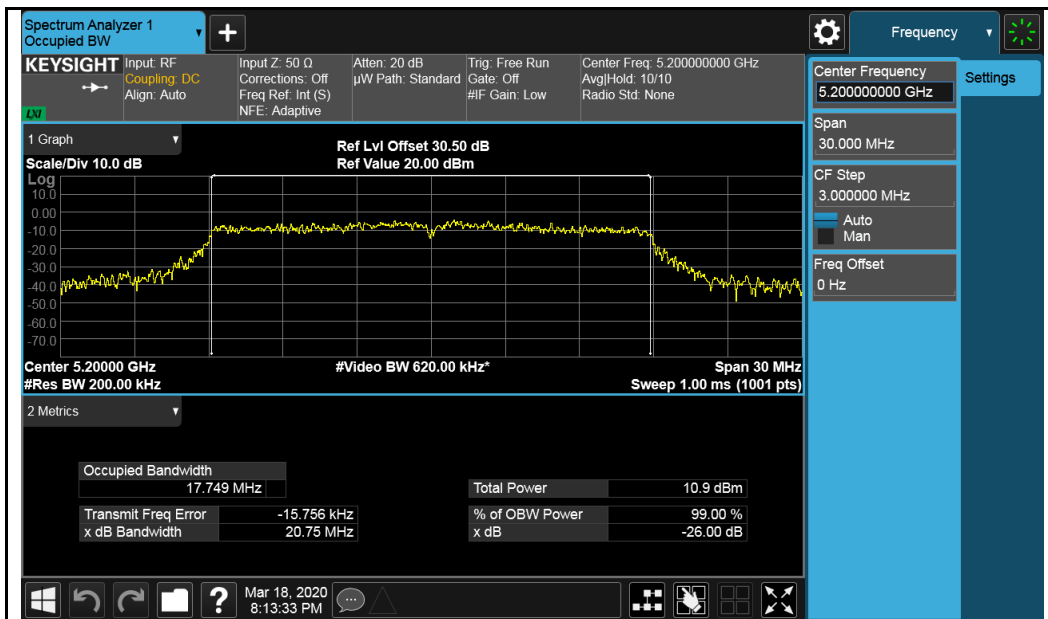 Spectrum Analyzer 1
Occupied BW
Frequency
KEYSIGHT
Input: RF
Coupling: DC
Align: Auto
Input Z: 50 Ω
Corrections: Off
Freq Ref: Int (S)
NFE: Adaptive
Atten: 20 dB
µW Path: Standard
Trig: Free Run
Gate: Off
#IF Gain: Low
Center Freq: 5.200000000 GHz
Avg|Hold: 10/10
Radio Std: None
LXI
Center Frequency
5.200000000 GHz
Settings
Span
30.000 MHz
CF Step
3.000000 MHz
Auto
Man
Freq Offset
0 Hz
1 Graph
Scale/Div 10.0 dB
Ref Lvl Offset 30.50 dB
Ref Value 20.00 dBm
Log
10.0
0.00
-10.0
-20.0
-30.0
-40.0
-50.0
-60.0
-70.0
Center 5.20000 GHz
#Video BW 620.00 kHz*
Span 30 MHz
#Res BW 200.00 kHz
Sweep 1.00 ms (1001 pts)
2 Metrics
Occupied Bandwidth
17.749 MHz
Total Power 10.9 dBm
Transmit Freq Error -15.756 kHz
% of OBW Power 99.00 %
x dB Bandwidth 20.75 MHz
x dB -26.00 dB
?
Mar 18, 2020
8:13:33 PM